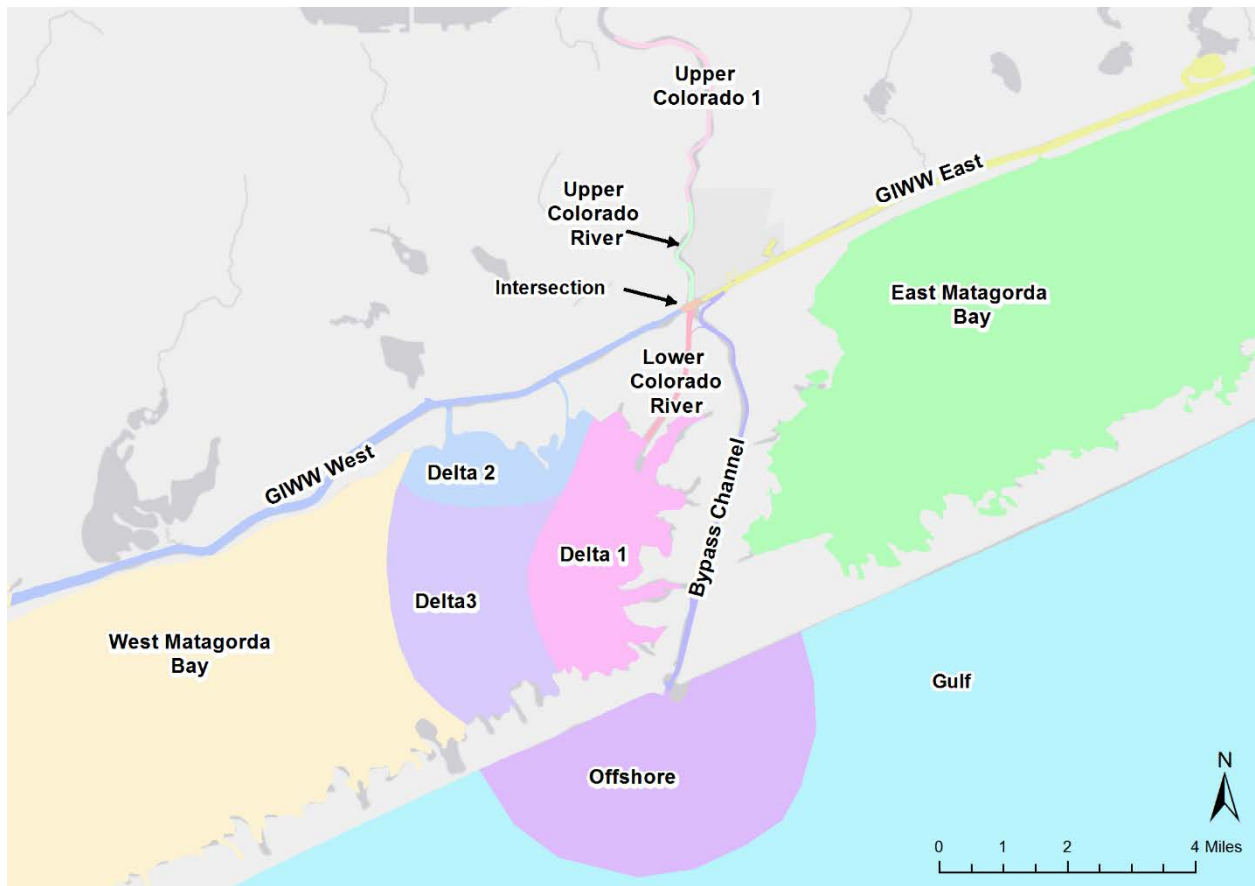 Upper
Colorado 1
Upper
Colorado
River
GIWW East
Intersection
East Matagorda
Bay
Lower
Colorado
River
GIWW West
Delta 2
Bypass Channel
Delta 1
Delta3
West Matagorda
Bay
Gulf
Offshore
N
0 1 2 4 Miles